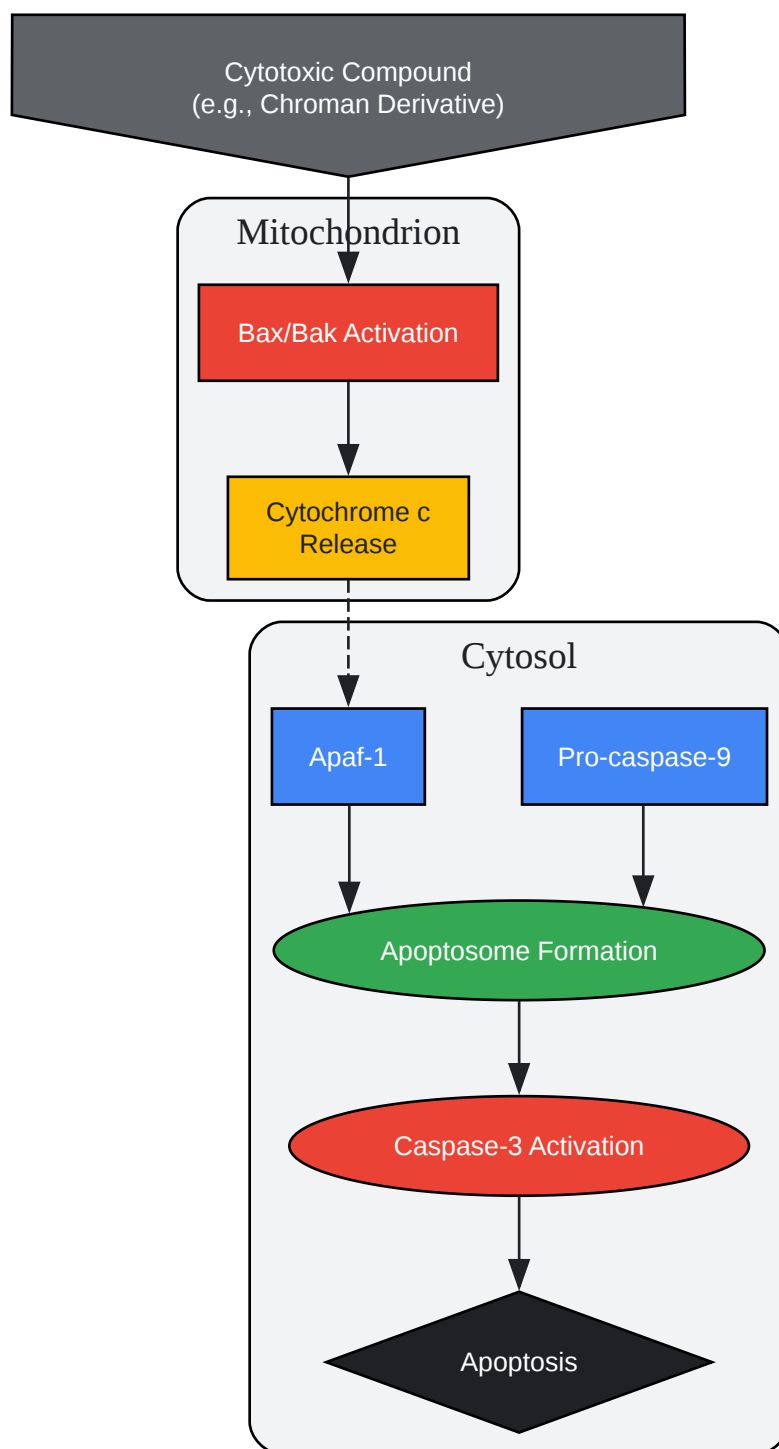 Cytotoxic Compound
(e.g., Chroman Derivative)
Mitochondrion
Bax/Bak Activation
Cytochrome c
Release
Cytosol
Apaf-1
Pro-caspase-9
Apoptosome Formation
Caspase-3 Activation
Apoptosis